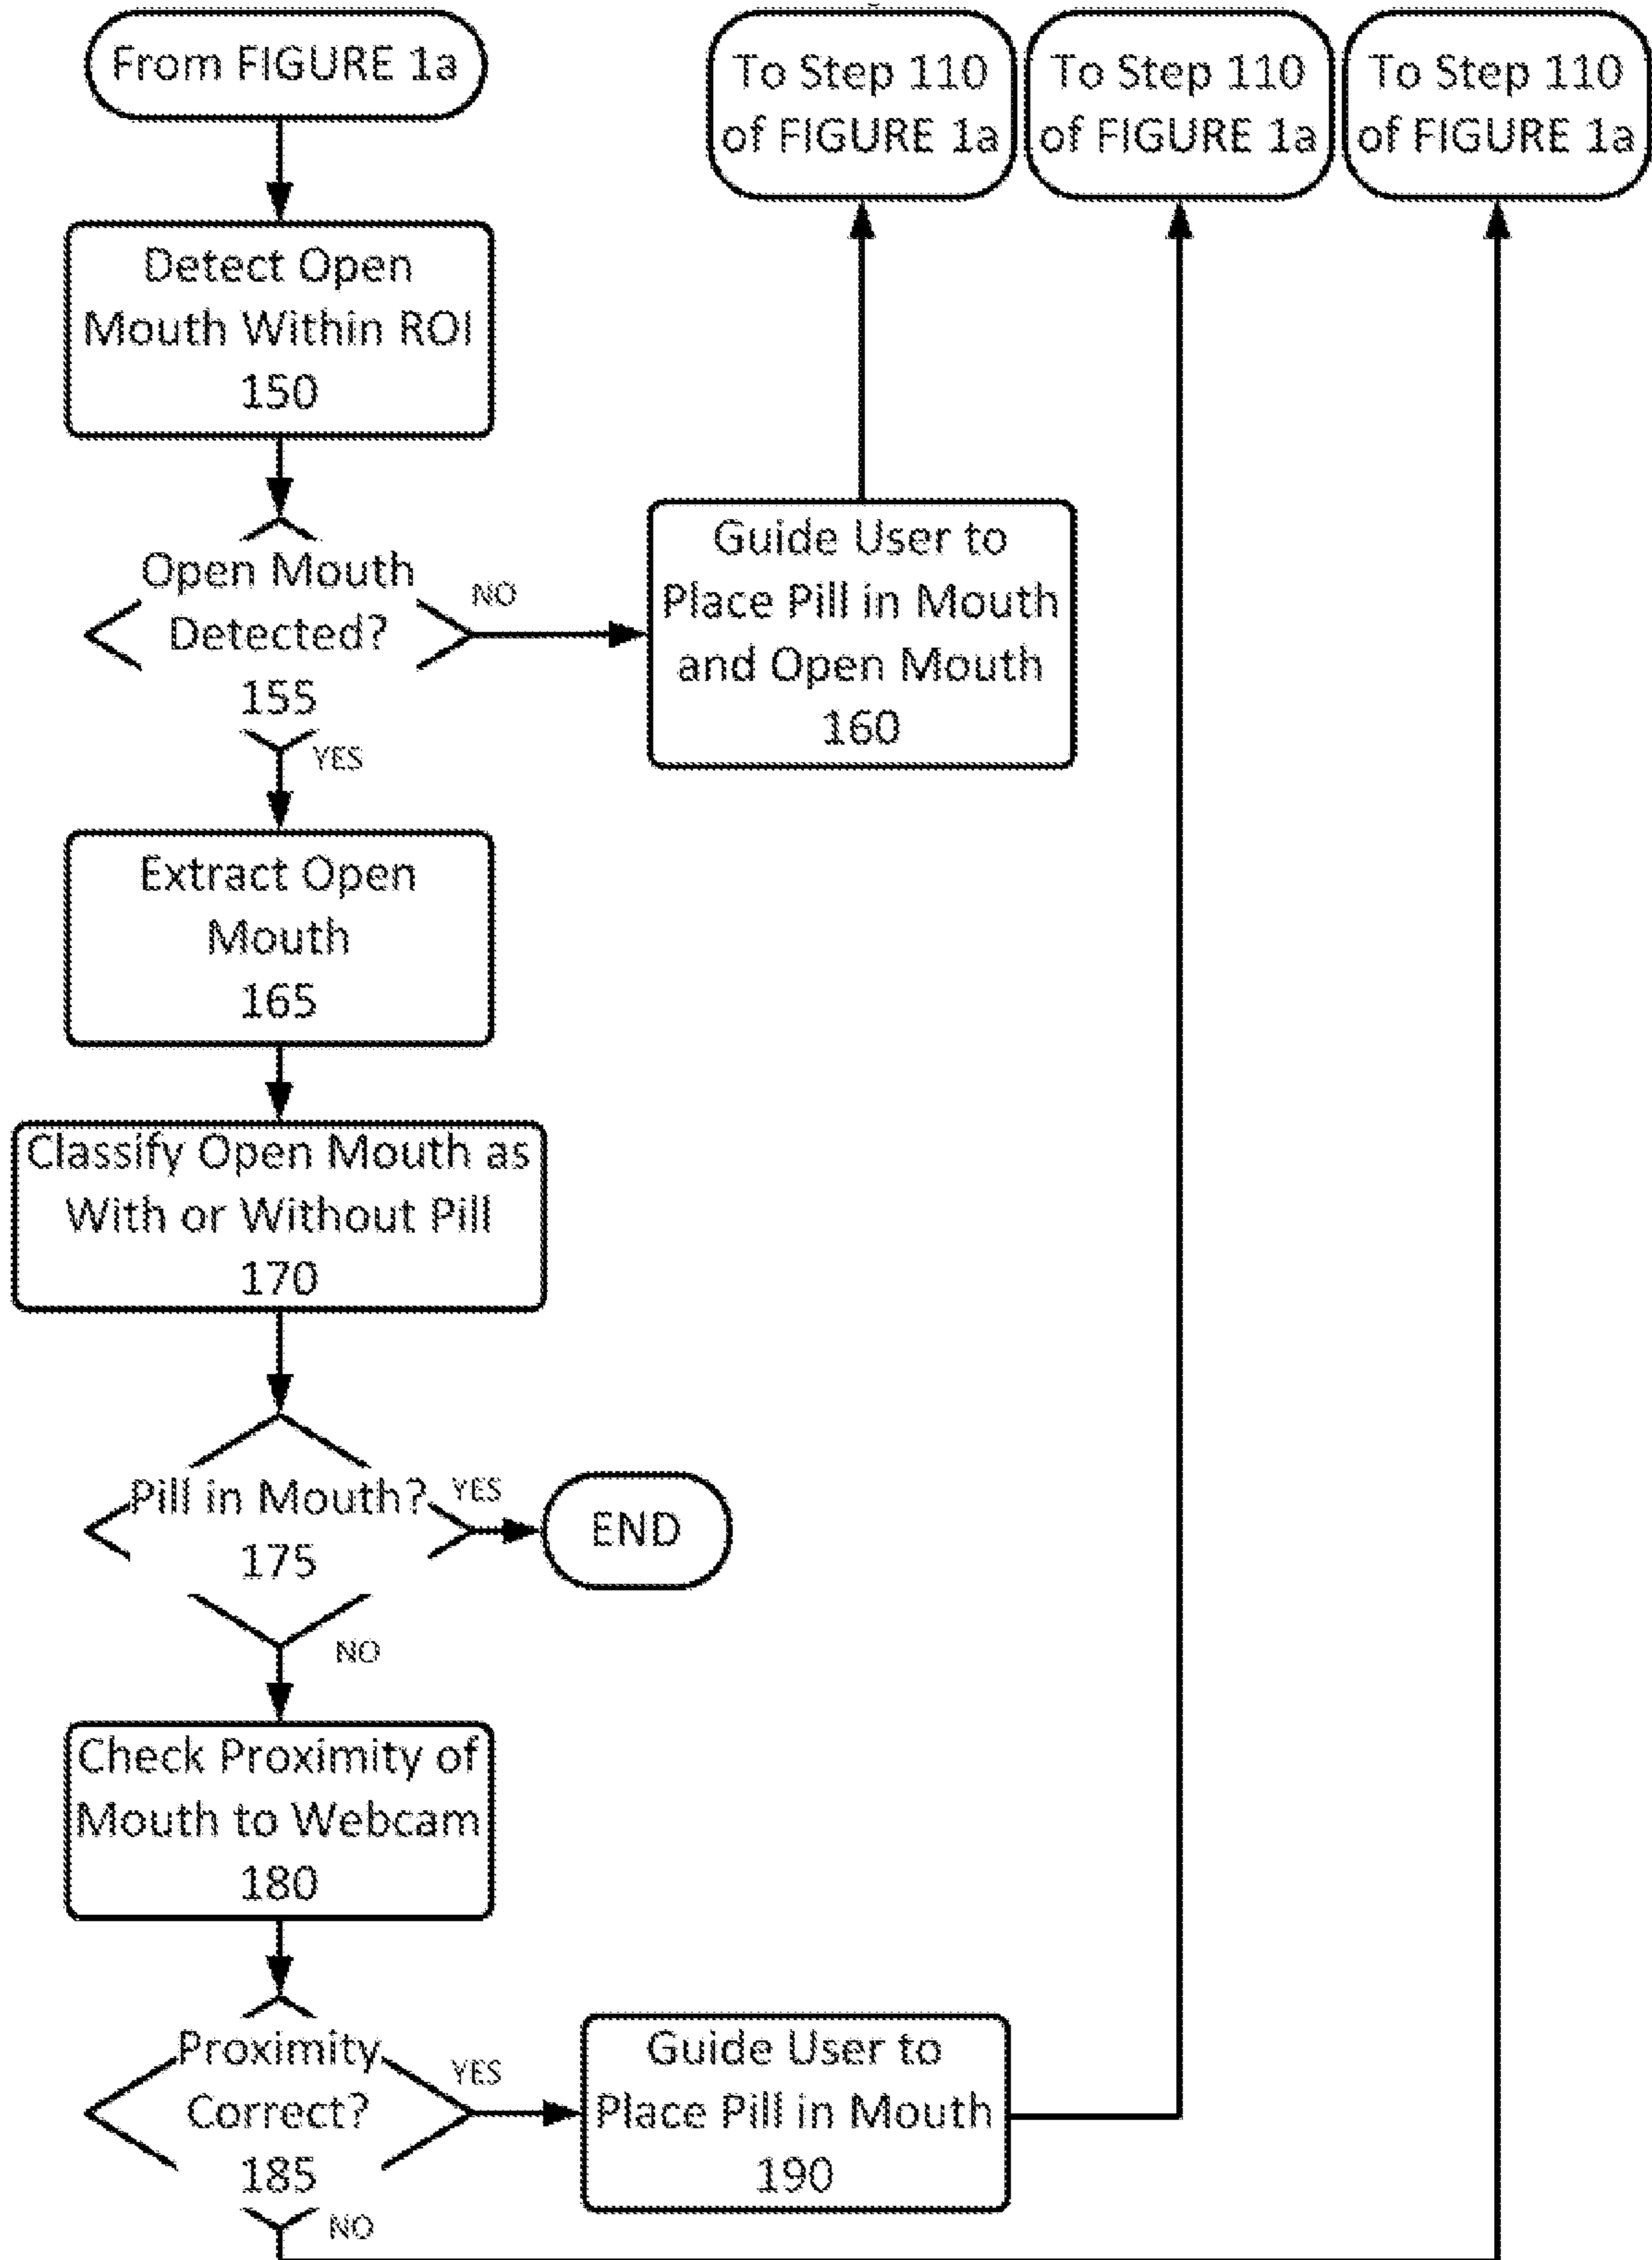 From FIGURE 1a
To Step 110
of FIGURE 1a
To Step 110
of FIGURE 1a
To Step 110
of FIGURE 1a
Detect Open
Mouth Within ROI
150
Open Mouth
Detected?
155
NO
YES
Guide User to
Place Pill in Mouth
and Open Mouth
160
Extract Open
Mouth
165
Classify Open Mouth as
With or Without Pill
170
Pill in Mouth?
175
YES
END
NO
Check Proximity of
Mouth to Webcam
180
Proximity
Correct?
185
YES
NO
Guide User to
Place Pill in Mouth
190